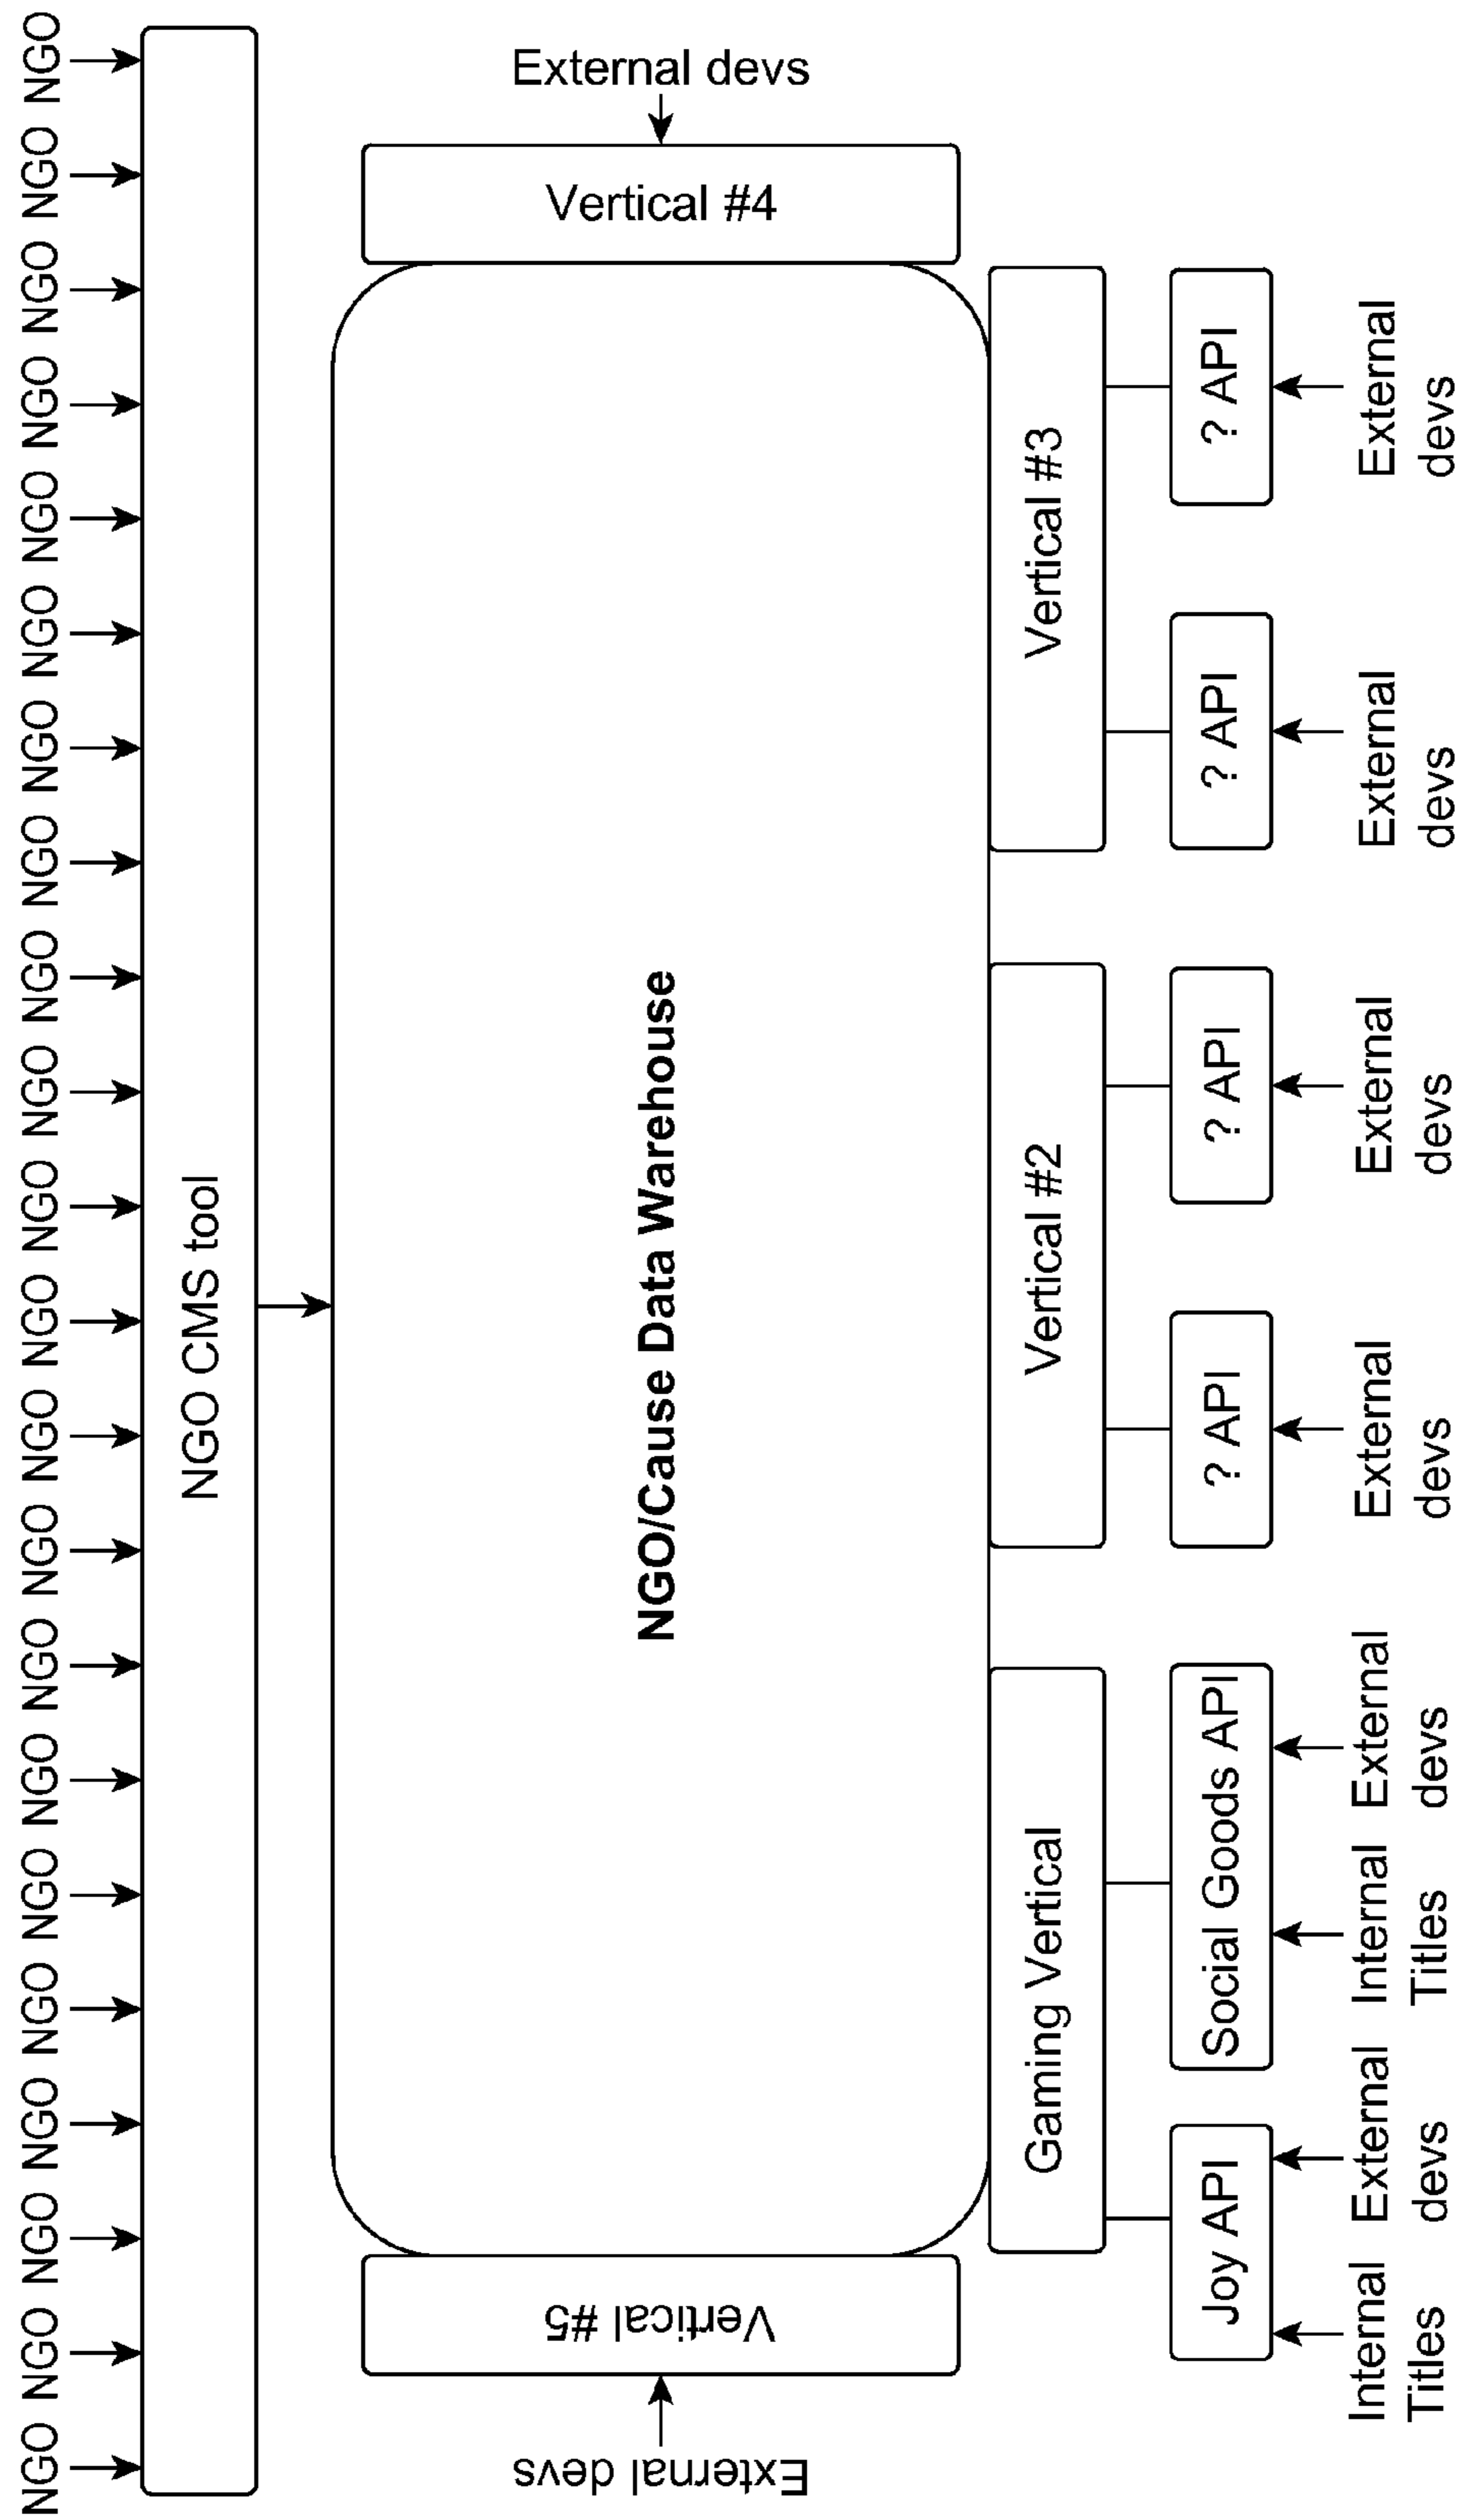 NGO NGO NGO NGO NGO NGO NGO NGO NGO NGO NGO NGO NGO NGO NGO NGO NGO NGO NGO NGO NGO NGO
NGO CMS tool
External devs
Vertical #5
NGO/Cause Data Warehouse
Vertical #4
External devs
Gaming Vertical
Vertical #2
Vertical #3
Joy API
Social Goods API
? API
? API
? API
? API
Internal
Titles
External
devs
Internal
Titles
External
devs
External
devs
External
devs
External
devs
External
devs